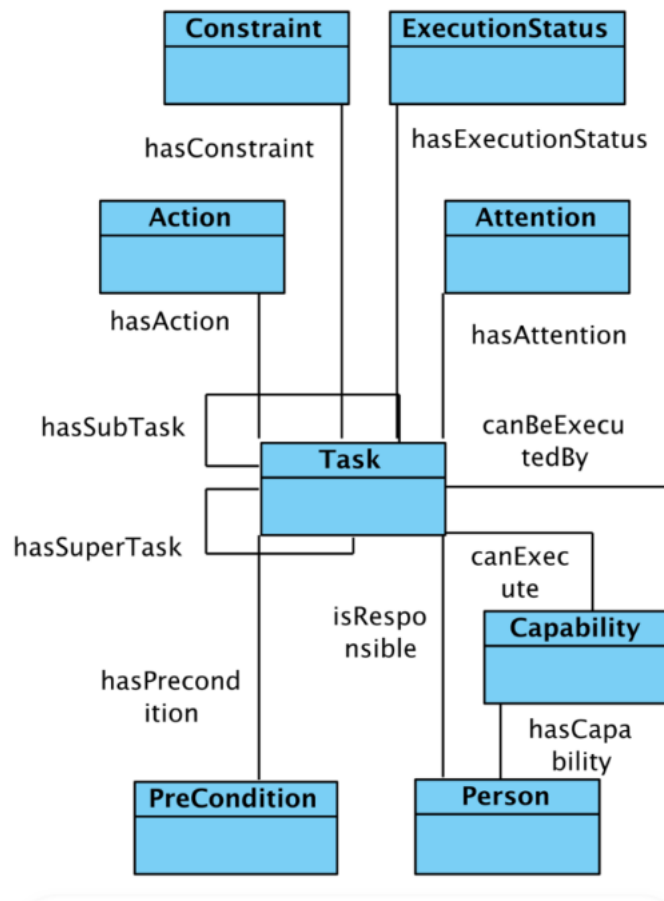 Constraint
ExecutionStatus
hasConstraint
hasExecutionStatus
Action
Attention
hasAction
hasAttention
hasSubTask
canBeExecu
tedBy
Task
hasSuperTask
canExec
ute
isRespo
nsible
Capability
hasPrecond
ition
hasCapa
bility
PreCondition
Person